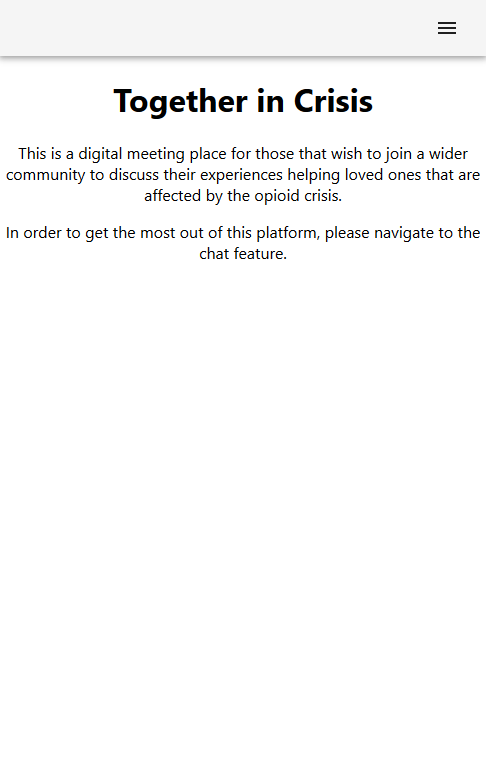 Together in Crisis
This is a digital meeting place for those that wish to join a wider
community to discuss their experiences helping loved ones that are
affected by the opioid crisis.
In order to get the most out of this platform, please navigate to the
chat feature.